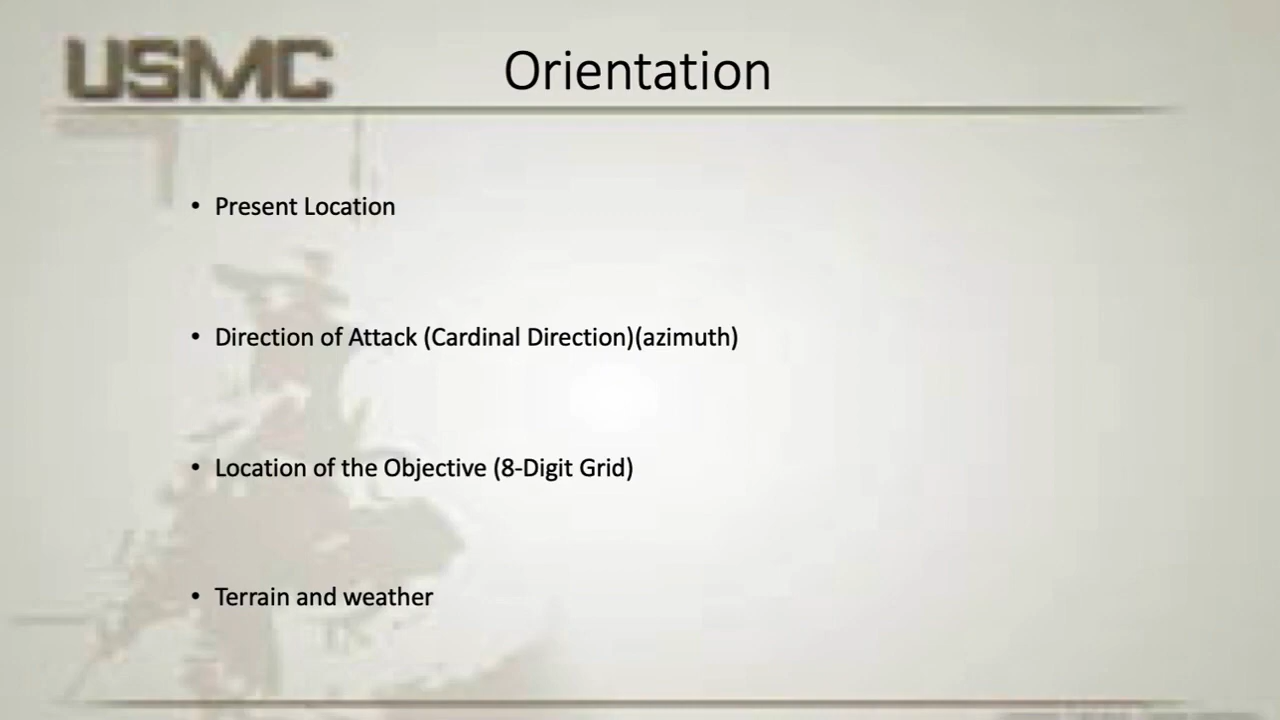 USMC
Orientation
• Present Location
• Direction of Attack (Cardinal Direction)(azimuth)
• Location of the Objective (8-Digit Grid)
• Terrain and weather